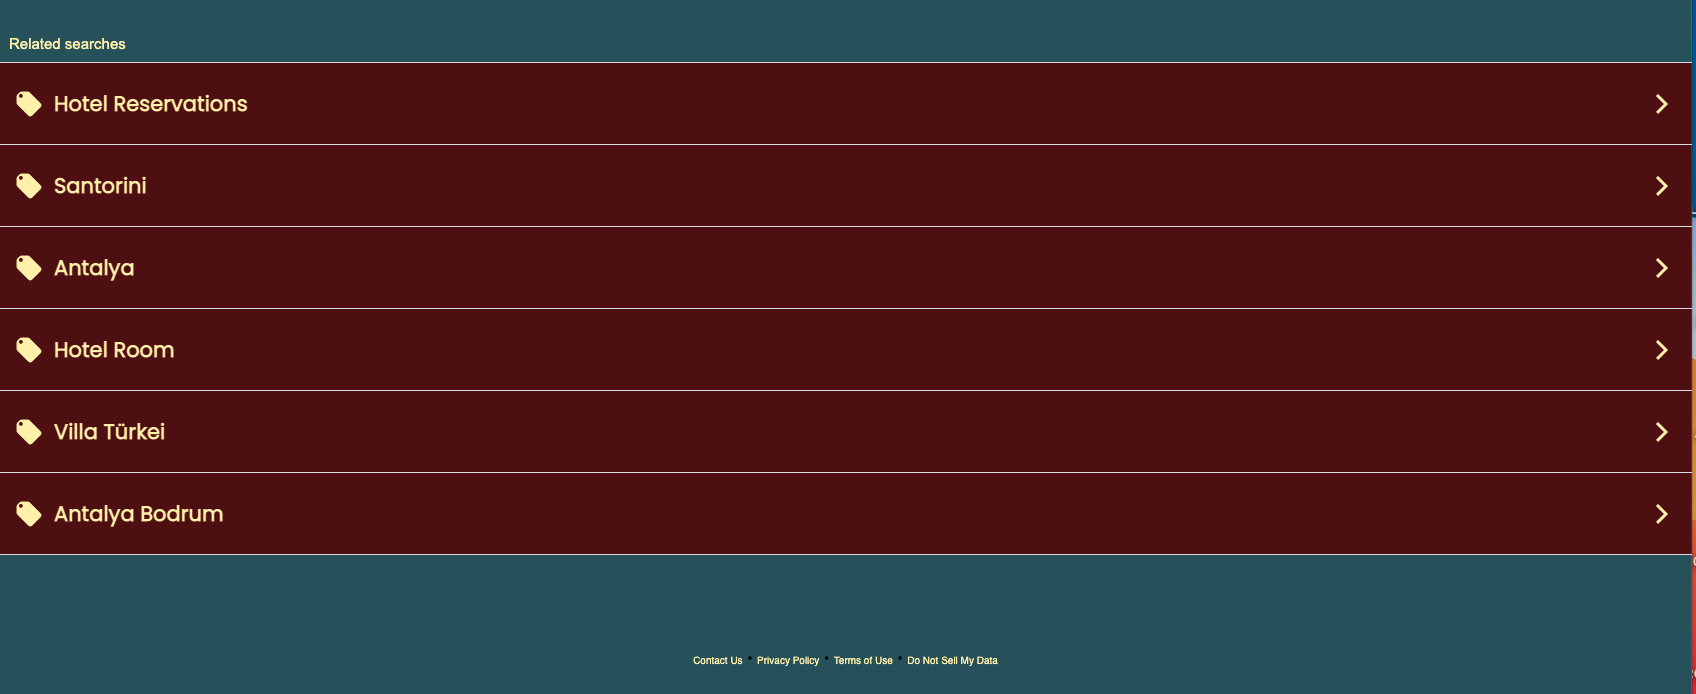 Related searches
Hotel Reservations
Santorini
Antalya
Hotel Room
Villa Türkei
Antalya Bodrum
Contact Us • Privacy Policy • Terms of Use • Do Not Sell My Data